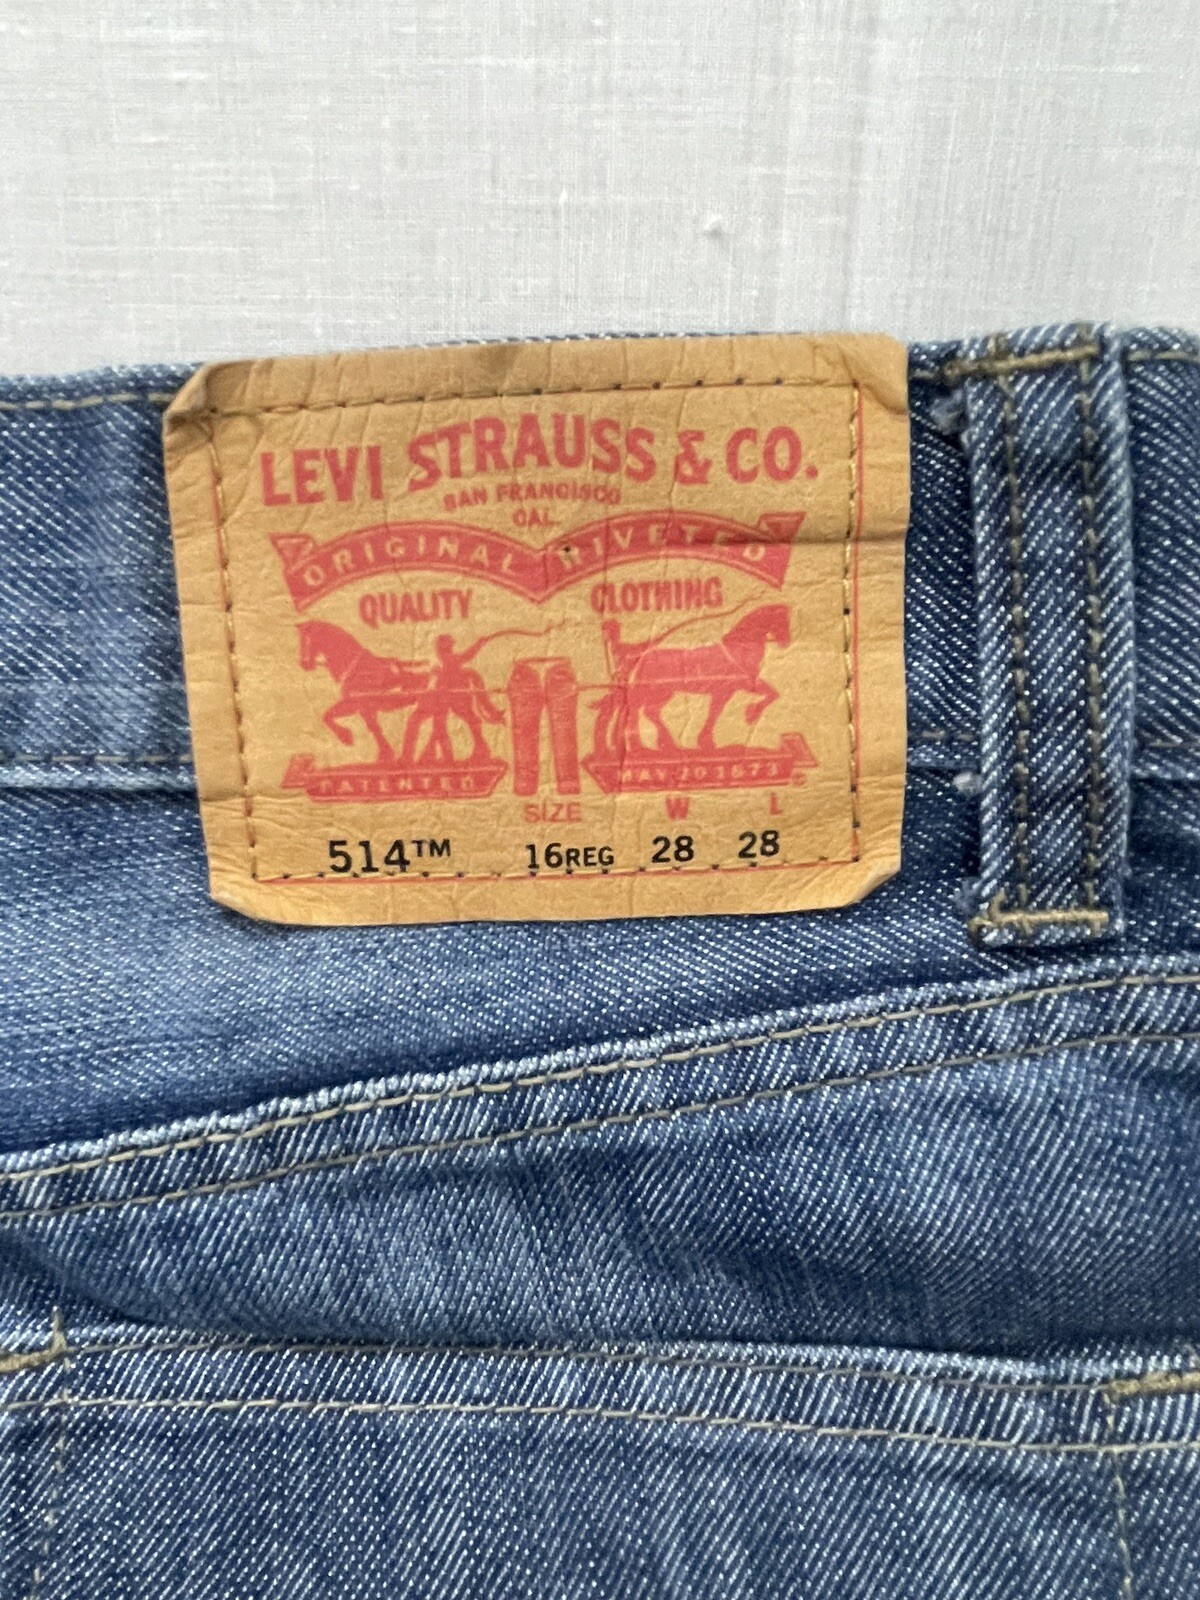 LEVI STRAUSS & CO.
SAN FRANCISCO
CAL.
ORIGINAL RIVETED
QUALITY CLOTHING
PATENTED MAY 20 1873
SIZE W L
514™ 16REG 28 28